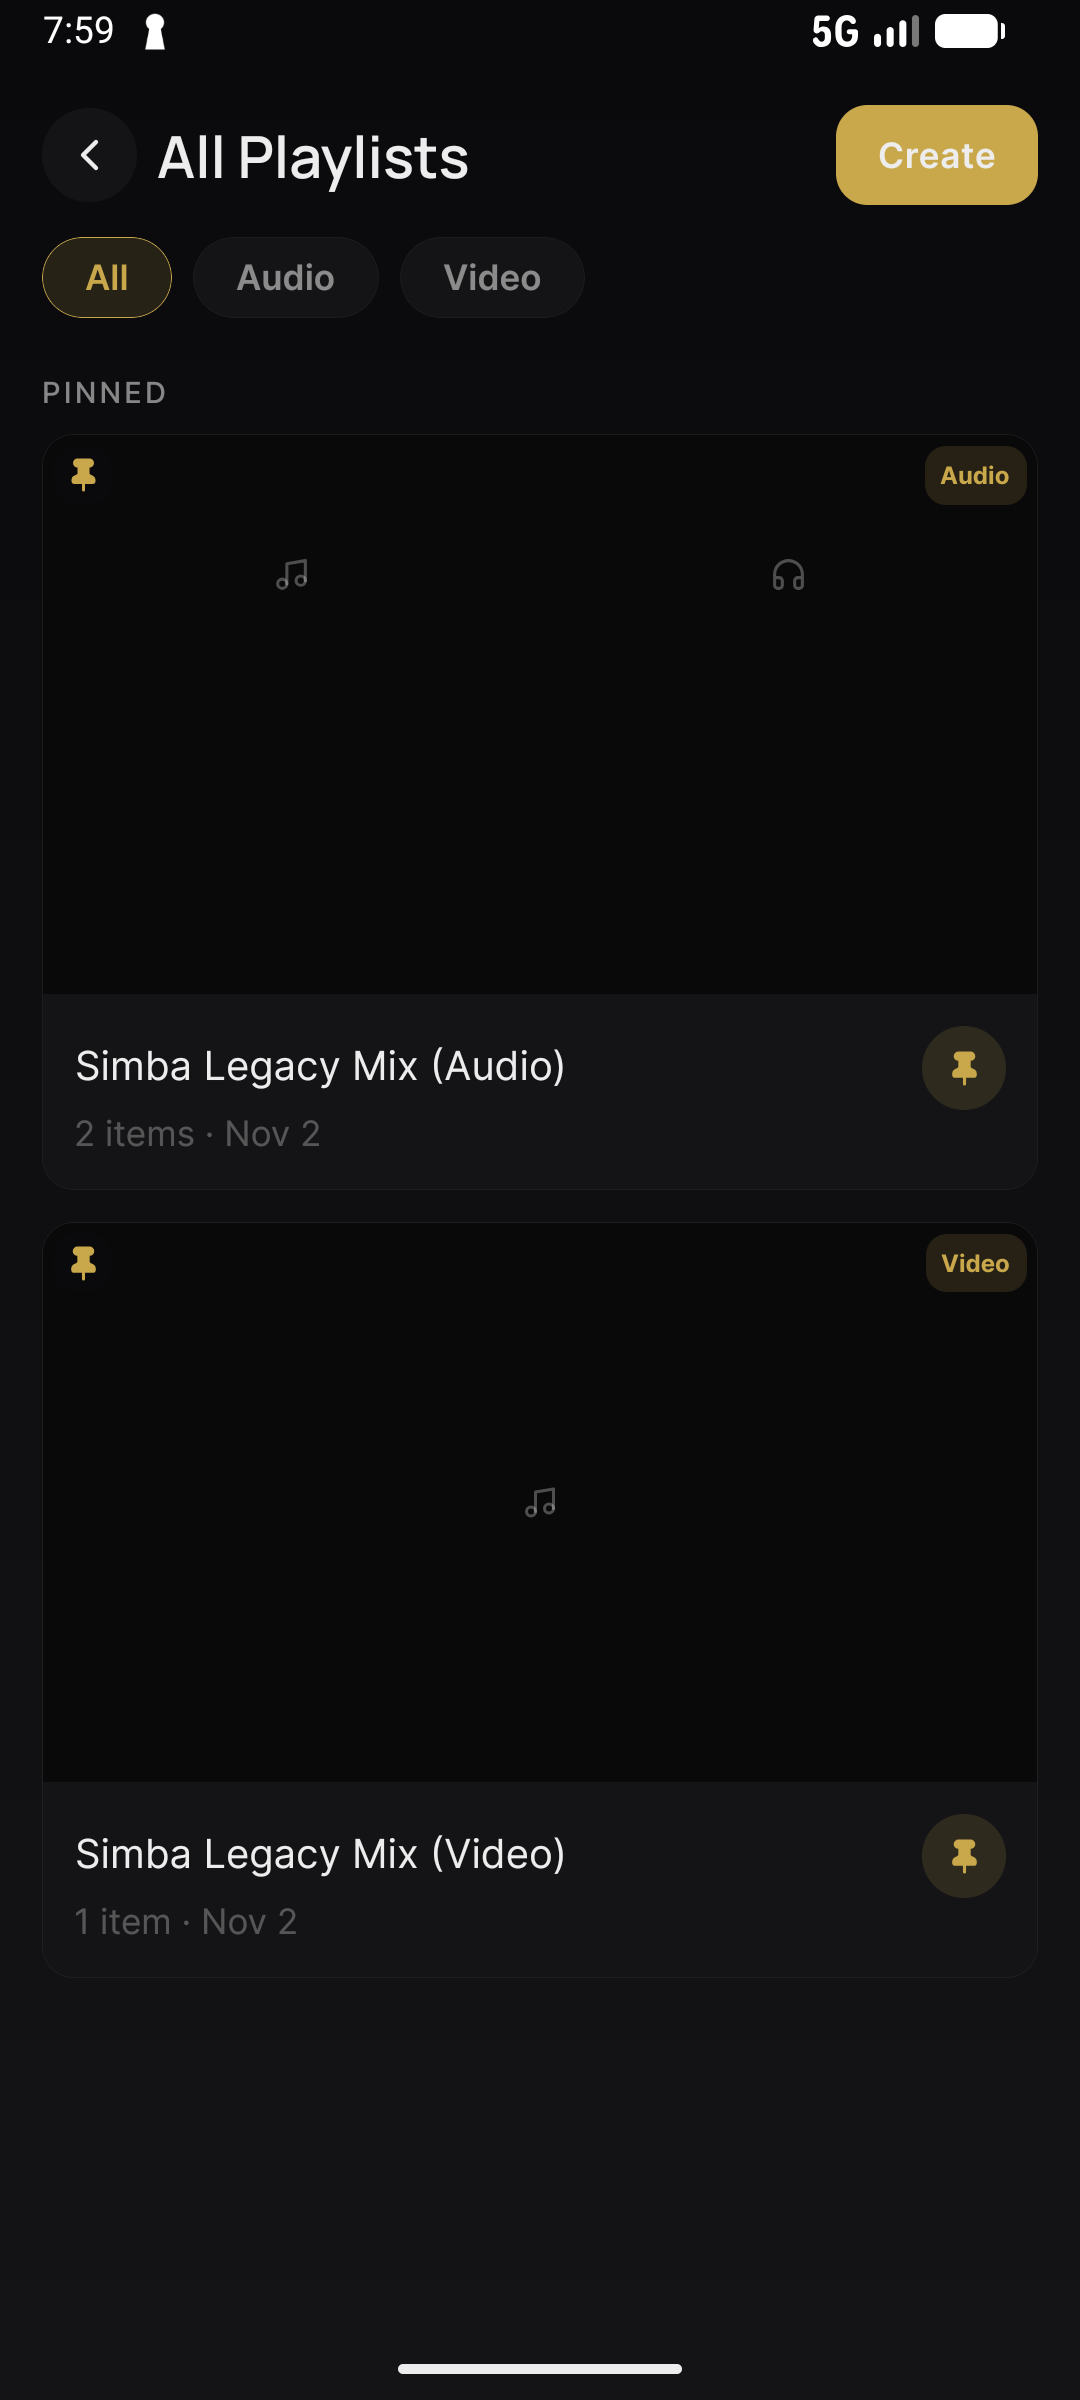 7:59
5G
All Playlists
Create
All
Audio
Video
PINNED
Audio
Simba Legacy Mix (Audio)
2 items · Nov 2
Video
Simba Legacy Mix (Video)
1 item · Nov 2